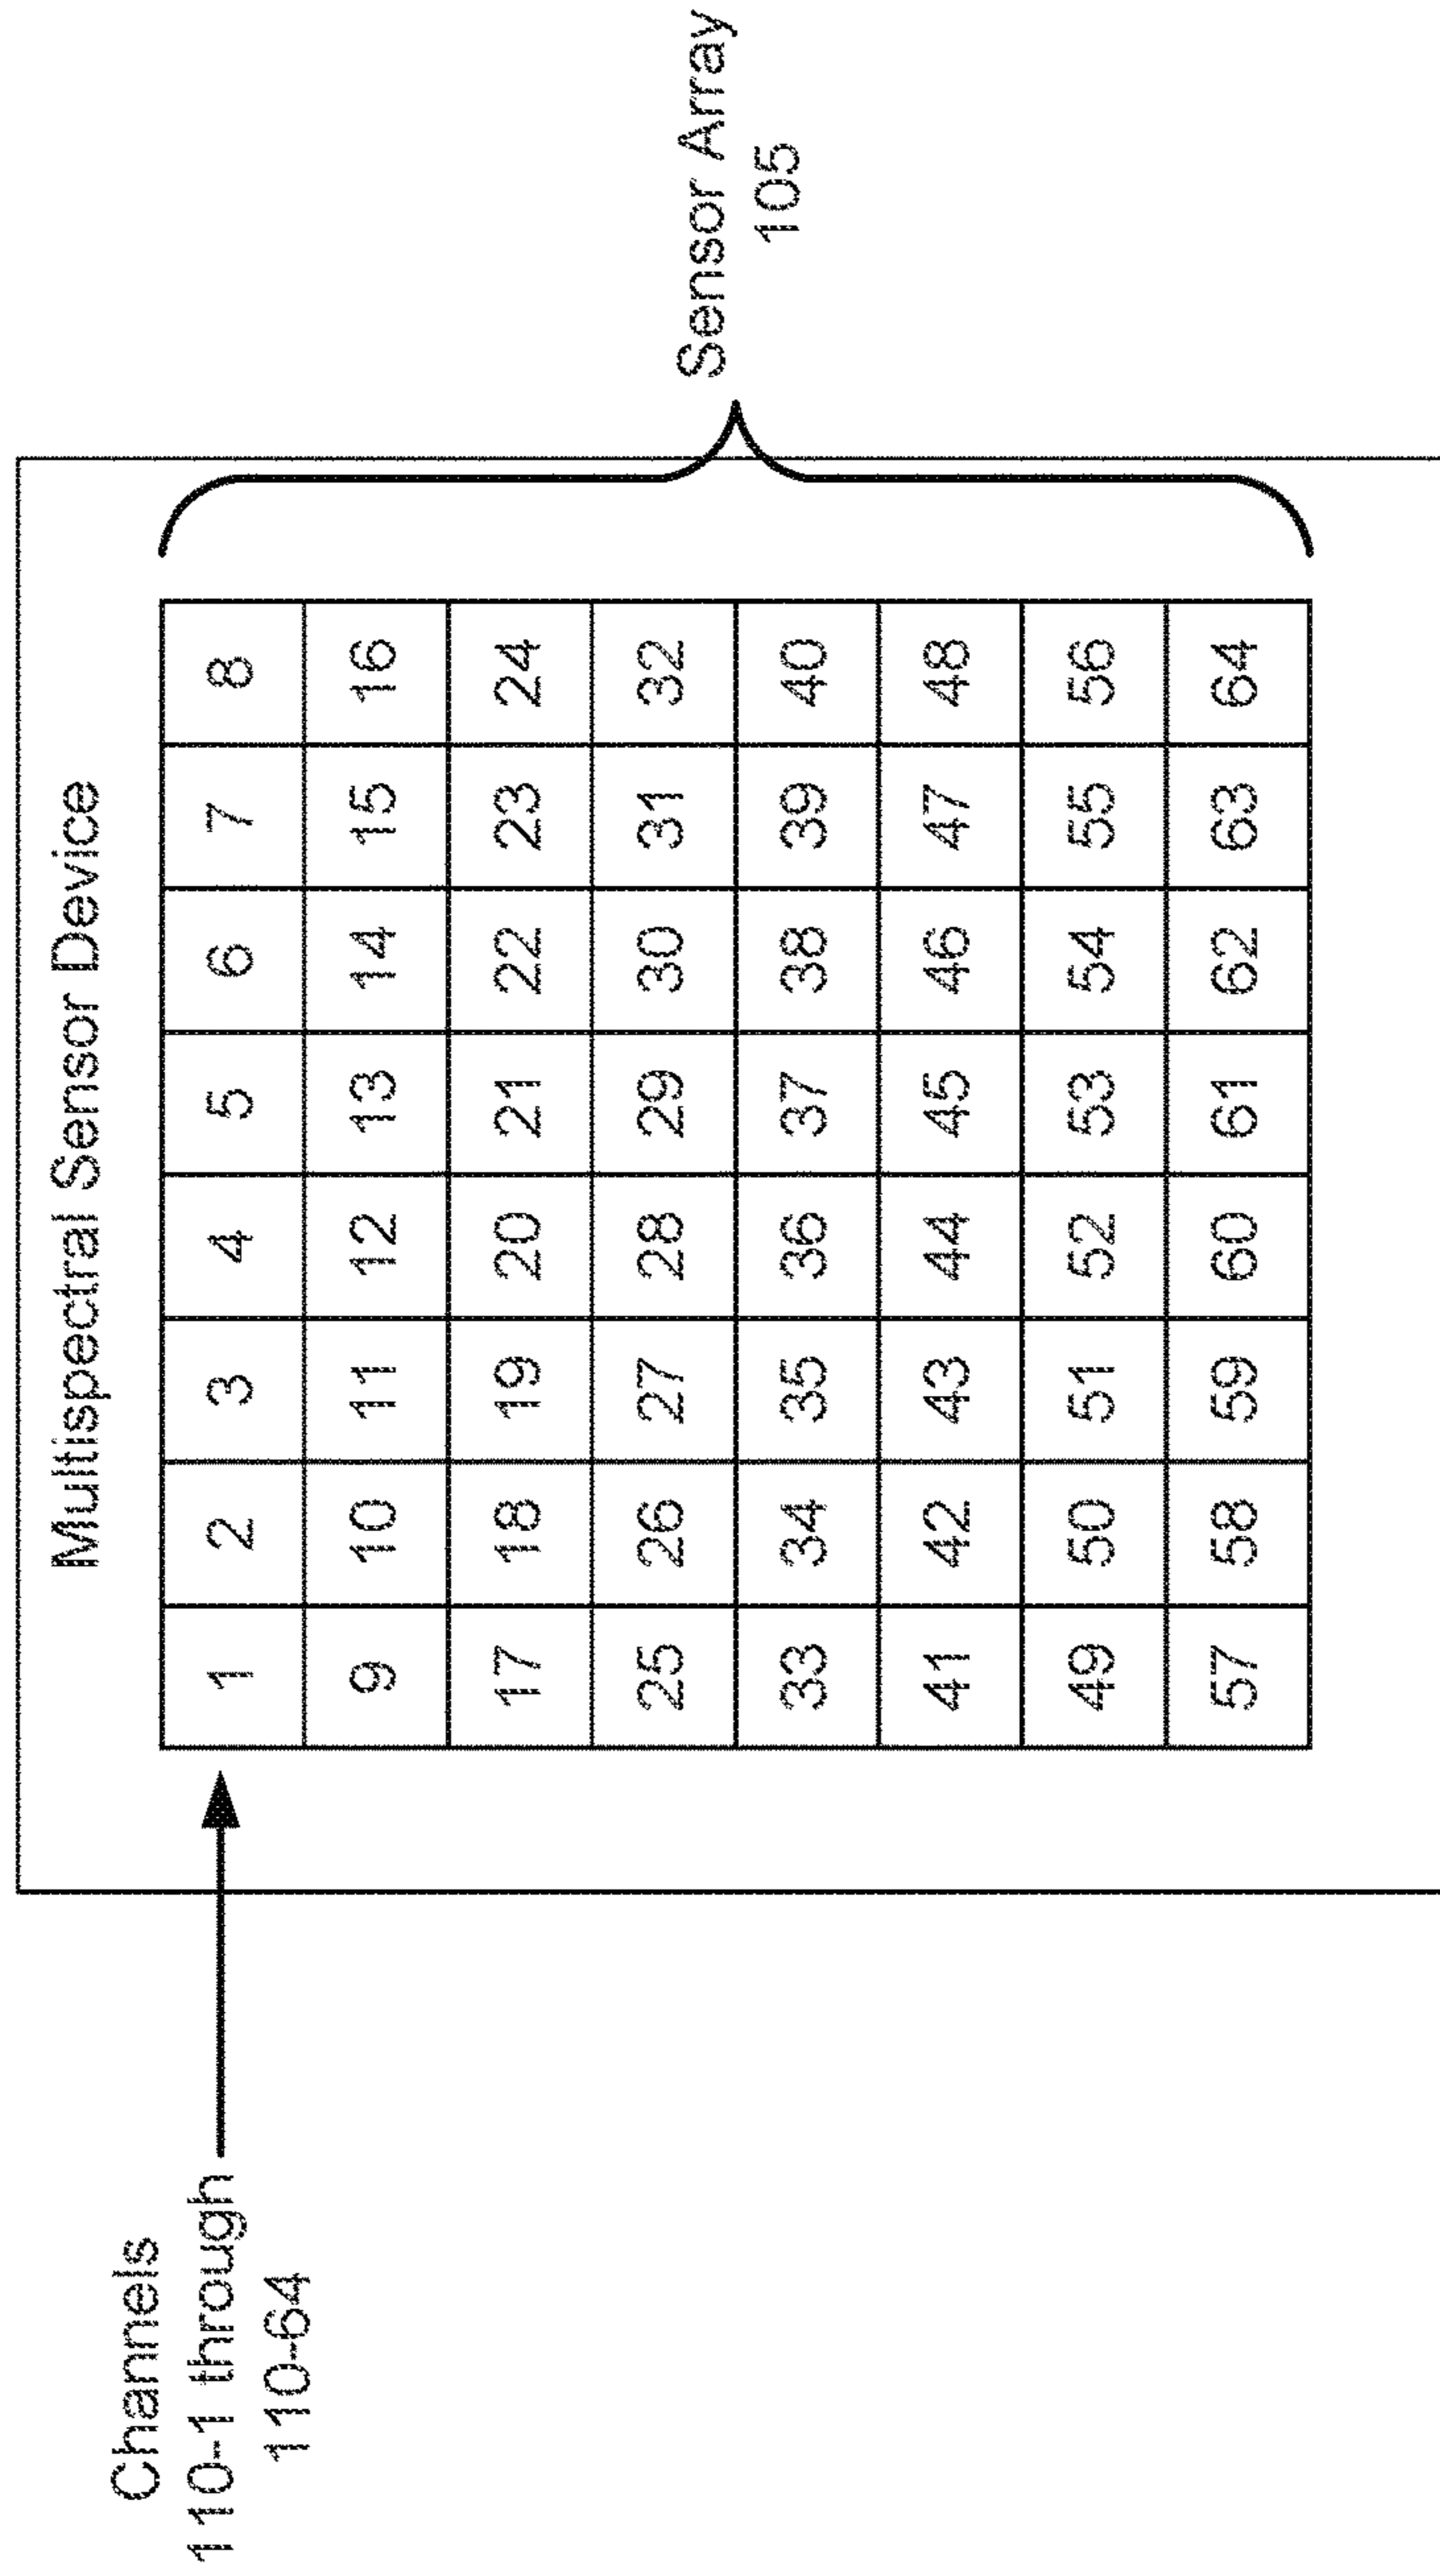 Multispectral Sensor Device
Channels
110-1 through
110-64
1 2 3 4 5 6 7 8
9 10 11 12 13 14 15 16
17 18 19 20 21 22 23 24
25 26 27 28 29 30 31 32
33 34 35 36 37 38 39 40
41 42 43 44 45 46 47 48
49 50 51 52 53 54 55 56
57 58 59 60 61 62 63 64
Sensor Array
105